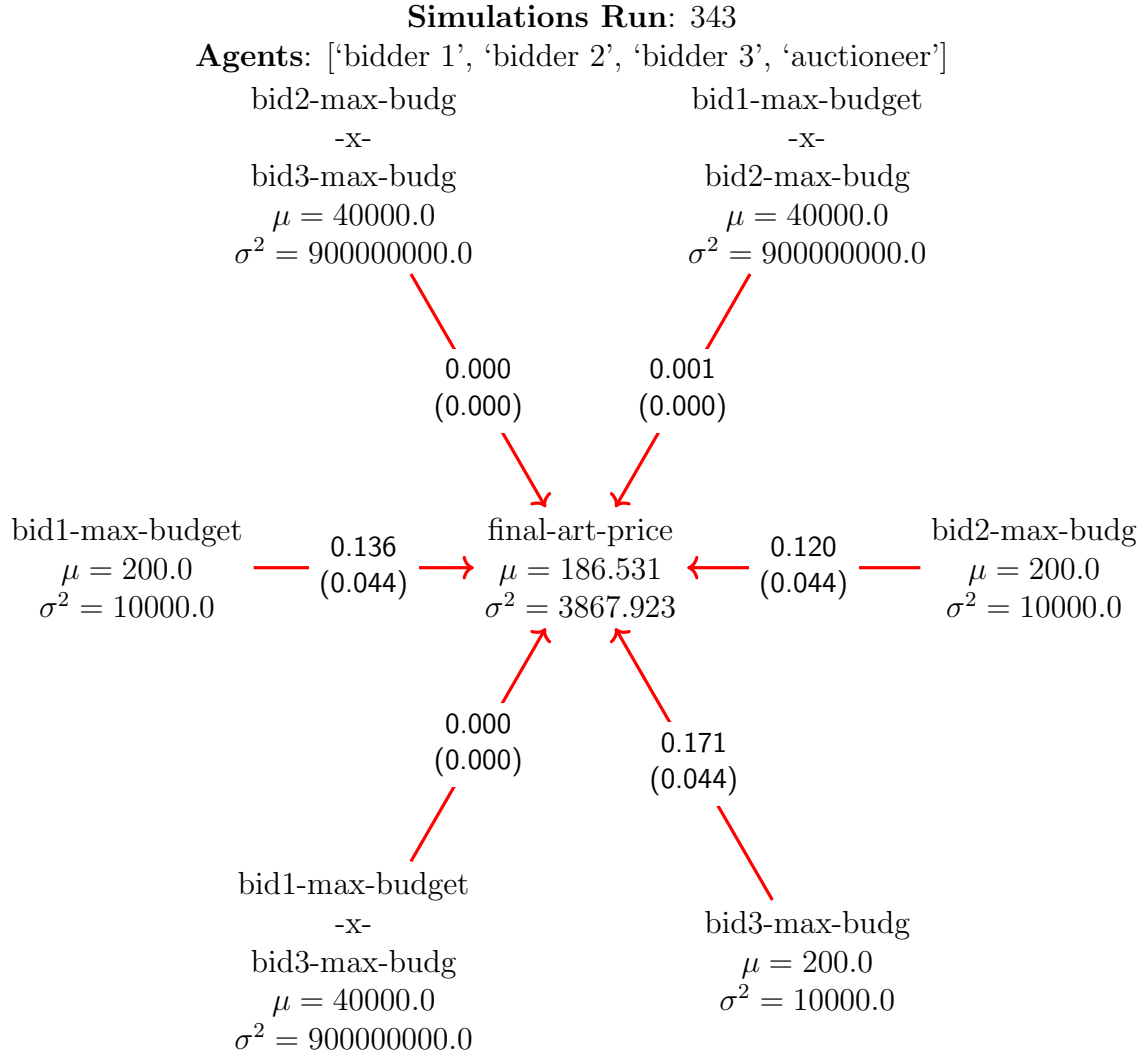 Simulations Run: 343
Agents: [‘bidder 1’, ‘bidder 2’, ‘bidder 3’, ‘auctioneer’]
bid2-max-budg
-x-
bid3-max-budg
μ = 40000.0
σ² = 900000000.0
bid1-max-budget
-x-
bid2-max-budg
μ = 40000.0
σ² = 900000000.0
0.000
(0.000)
0.001
(0.000)
bid1-max-budget
μ = 200.0
σ² = 10000.0
0.136
(0.044)
final-art-price
μ = 186.531
σ² = 3867.923
0.120
(0.044)
bid2-max-budg
μ = 200.0
σ² = 10000.0
0.000
(0.000)
0.171
(0.044)
bid1-max-budget
-x-
bid3-max-budg
μ = 40000.0
σ² = 900000000.0
bid3-max-budg
μ = 200.0
σ² = 10000.0